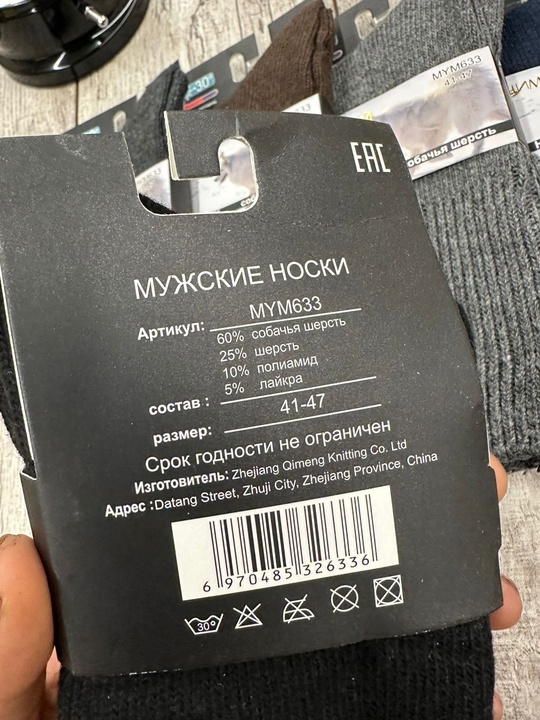 -30°
MYM633
41-47
собачья шерсть
EAC
МУЖСКИЕ НОСКИ
Артикул: MYM633
60% собачья шерсть
25% шерсть
10% полиамид
5% лайкра
состав :
размер: 41-47
Срок годности не ограничен
Изготовитель: Zhejiang Qimeng Knitting Co. Ltd
Адрес :Datang Street, Zhuji City, Zhejiang Province, China
6 970485 326336
30°